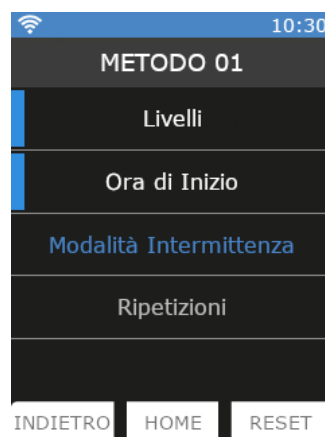 10:30
METODO 01
Livelli
Ora di Inizio
Modalità Intermittenza
Ripetizioni
INDIETRO HOME RESET